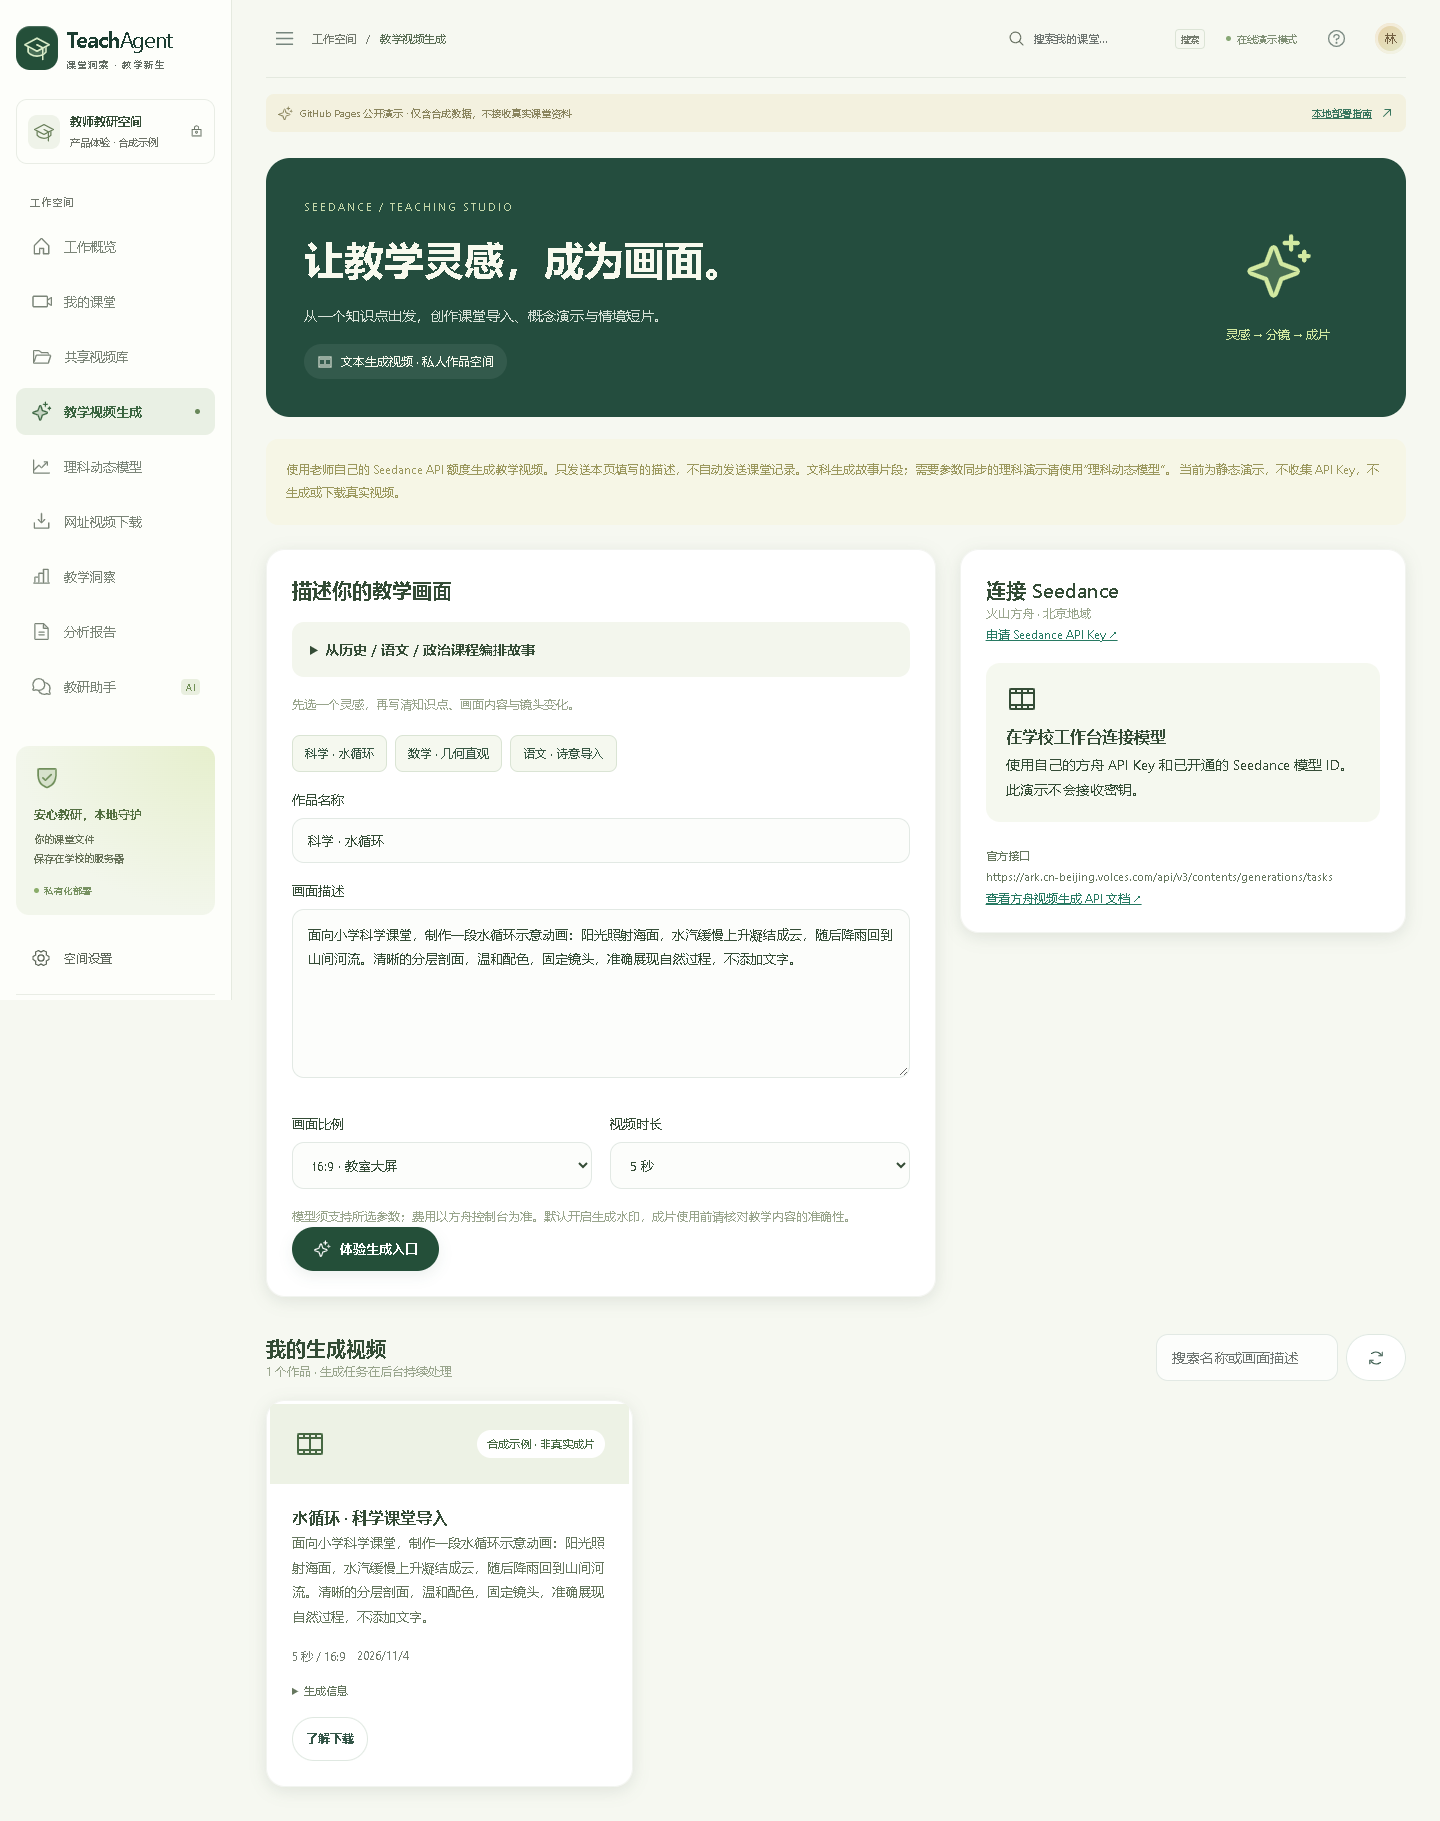 TeachAgent
课堂洞察 · 教学新生
教师教研空间
产品体验 · 合成示例
工作空间
工作概览
我的课堂
共享视频库
教学视频生成
理科动态模型
网址视频下载
教学洞察
分析报告
教研助手
AI
安心教研，本地守护
你的课堂文件
保存在学校的服务器
私有化部署
空间设置
工作空间 / 教学视频生成
搜索我的课堂...
搜索
在线演示模式
林
GitHub Pages 公开演示 · 仅含合成数据，不接收真实课堂资料
本地部署指南
SEEDANCE / TEACHING STUDIO
让教学灵感，成为画面。
从一个知识点出发，创作课堂导入、概念演示与情境短片。
文本生成视频 · 私人作品空间
灵感 → 分镜 → 成片
使用老师自己的 Seedance API 额度生成教学视频。只发送本页填写的描述，不自动发送课堂记录。文科生成故事片段；需要参数同步的理科演示请使用“理科动态模型”。 当前为静态演示，不收集 API Key，不
生成或下载真实视频。
描述你的教学画面
从历史 / 语文 / 政治课程编排故事
先选一个灵感，再写清知识点、画面内容与镜头变化。
科学 · 水循环
数学 · 几何直观
语文 · 诗意导入
作品名称
科学 · 水循环
画面描述
面向小学科学课堂，制作一段水循环示意动画：阳光照射海面，水汽缓慢上升凝结成云，随后降雨回到
山间河流。清晰的分层剖面，温和配色，固定镜头，准确展现自然过程，不添加文字。
画面比例
视频时长
16:9 · 教室大屏
5 秒
模型须支持所选参数；费用以方舟控制台为准。默认开启生成水印，成片使用前请核对教学内容的准确性。
体验生成入口
连接 Seedance
火山方舟 · 北京地域
申请 Seedance API Key ↗
在学校工作台连接模型
使用自己的方舟 API Key 和已开通的 Seedance 模型 ID。
此演示不会接收密钥。
官方接口
https://ark.cn-beijing.volces.com/api/v3/contents/generations/tasks
查看方舟视频生成 API 文档 ↗
我的生成视频
1 个作品 · 生成任务在后台持续处理
搜索名称或画面描述
合成示例 · 非真实成片
水循环 · 科学课堂导入
面向小学科学课堂，制作一段水循环示意动画：阳光照
射海面，水汽缓慢上升凝结成云，随后降雨回到山间河
流。清晰的分层剖面，温和配色，固定镜头，准确展现
自然过程，不添加文字。
5 秒 / 16:9 2026/11/4
生成信息
了解下载